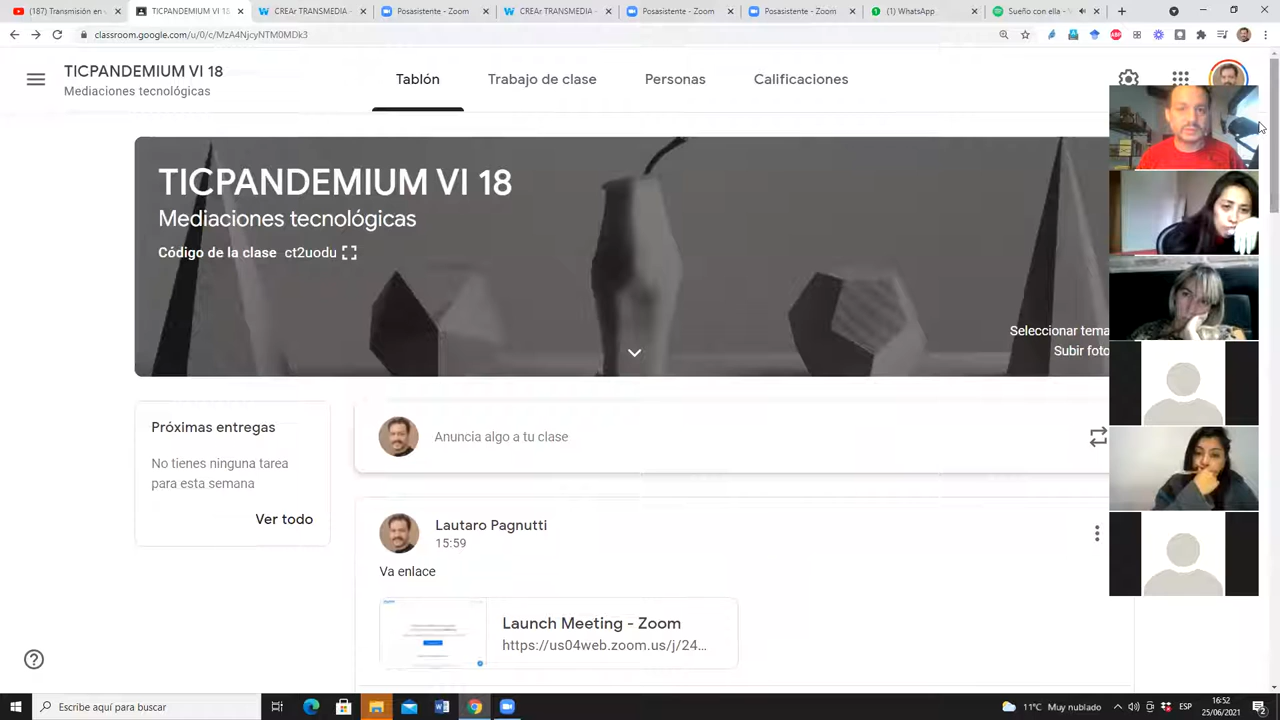 (187) Transmisión en
TICPANDEMIUM VI 18
CREAr TRANSMEDIA
Posasistente – Zoom
CREAr TRANSMEDIA
Posasistente – Zoom
Posasistente – Zoom
(1) WhatsApp
Sueño con ella
classroom.google.com/u/0/c/MzA4NjcyNTM0MDk3
TICPANDEMIUM VI 18
Mediaciones tecnológicas
Tablón
Trabajo de clase
Personas
Calificaciones
TICPANDEMIUM VI 18
Mediaciones tecnológicas
Código de la clase ct2uodu
Seleccionar tema
Subir foto
Próximas entregas
No tienes ninguna tarea
para esta semana
Ver todo
Anuncia algo a tu clase
Lautaro Pagnutti
15:59
Va enlace
Launch Meeting - Zoom
https://us04web.zoom.us/j/24...
Escribe aquí para buscar
11°C Muy nublado
ESP
16:52
25/06/2021
2